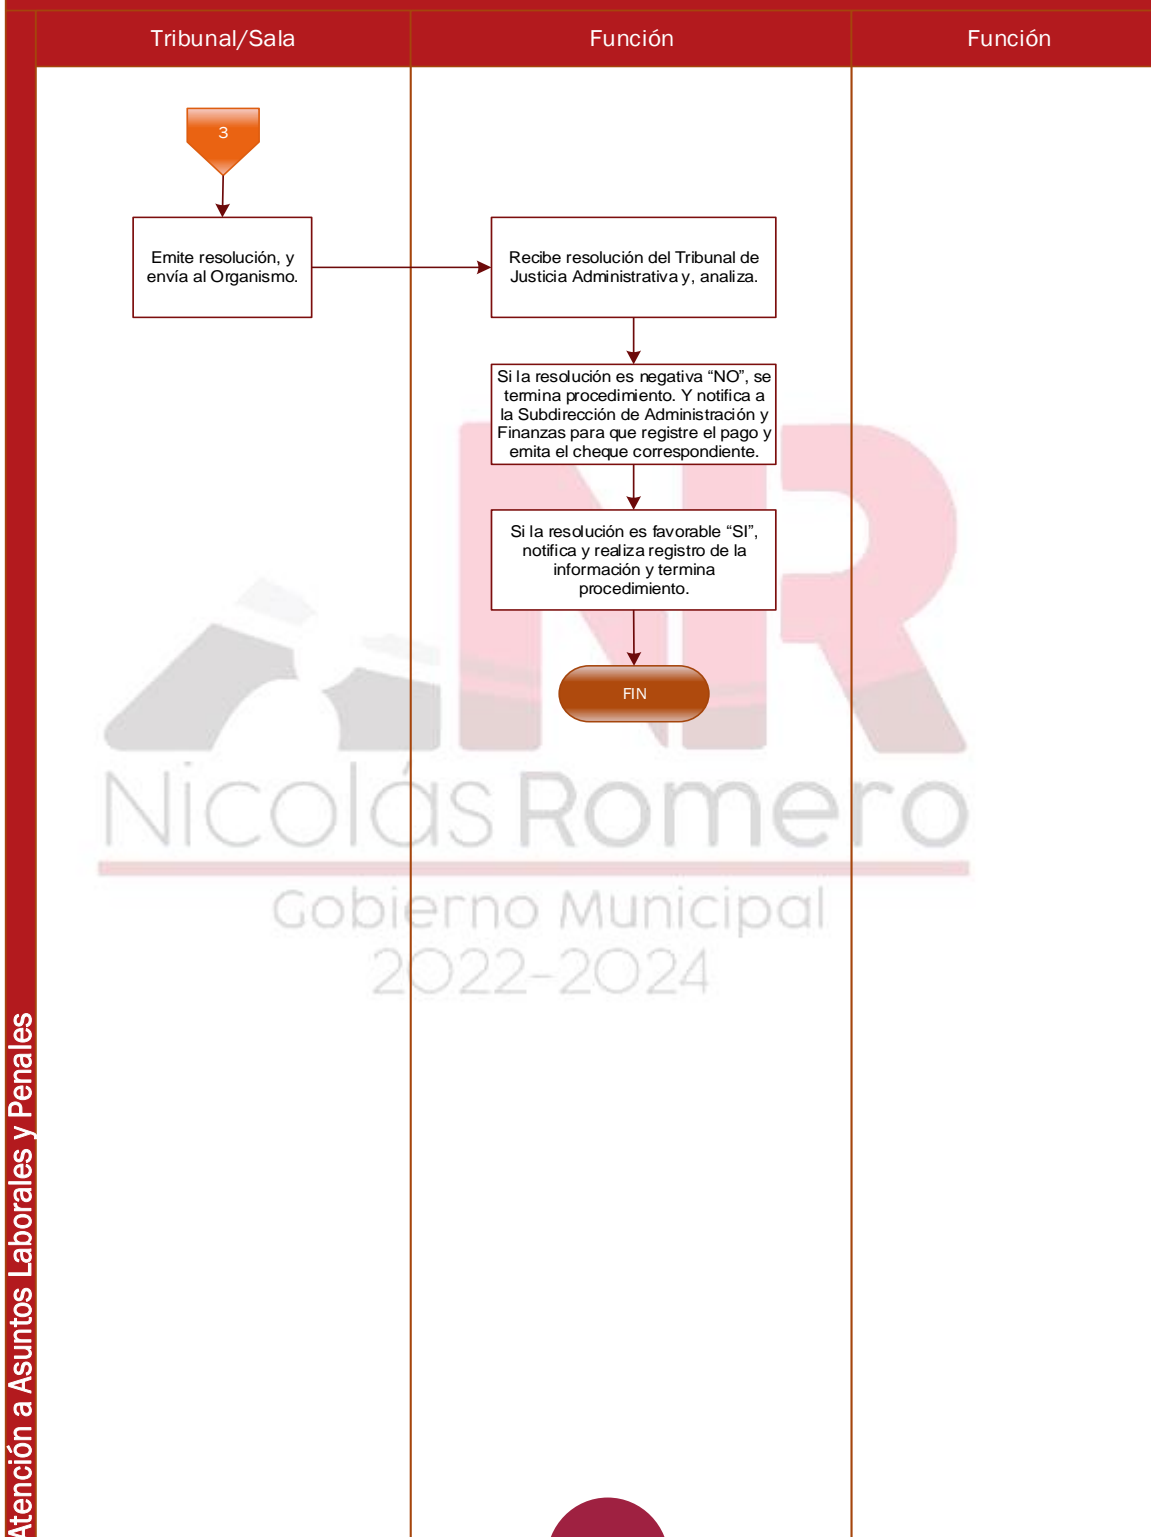 Tribunal/Sala
Función
Función
3
Emite resolución, y
envía al Organismo.
Recibe resolución del Tribunal de
Justicia Administrativa y, analiza.
Si la resolución es negativa “NO”, se
termina procedimiento. Y notifica a
la Subdirección de Administración y
Finanzas para que registre el pago y
emita el cheque correspondiente.
Si la resolución es favorable “SI”,
notifica y realiza registro de la
información y termina
procedimiento.
FIN
NR
Nicolás Romero
Gobierno Municipal
2022-2024
Atención a Asuntos Laborales y Penales